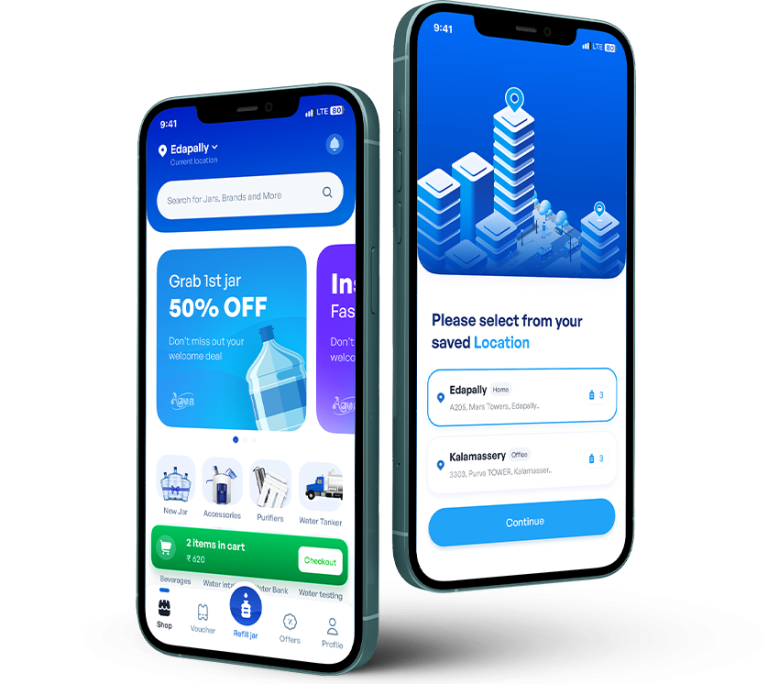 9:41
LTE 80
Edapally
Current location
Search for Jars, Brands and More
Grab 1st jar
50% OFF
Don't miss out your
welcome deal
Ins
Fas
Don't
welco
New Jar
Accessories
Purifiers
Water Tanker
2 items in cart
₹ 620
Checkout
Beverages
Water
Water Bank
Water testing
Shop
Voucher
Refill jar
Offers
Profile
9:41
LTE 80
Please select from your
saved Location
Edapally Home
3
A205, Mars Towers, Edapally..
Kalamassery Office
3
3303, Purva TOWER, Kalamasser..
Continue